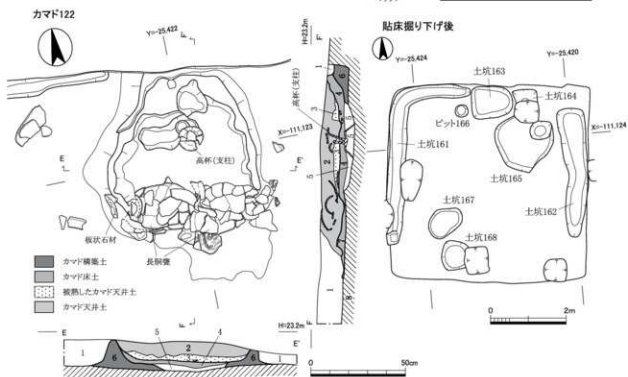 カマド122
Y=-25,422
F
X=-111,123
高杯(支柱)
E
E'
板状石材
長胴甕
F'
カマド構築土
カマド床土
被熱したカマド天井土
カマド天井土
E
H=23.2m
E'
1
6
5
2
3
4
6
1
H=23.2m
F'
1
6
4
高杯(支柱)
3
2
5
1
F
0
50cm
貼床掘り下げ後
Y=-25,424
Y=-25,420
土坑163
土坑164
X=-111,124
ピット166
土坑161
土坑165
土坑162
土坑167
土坑168
0
2m